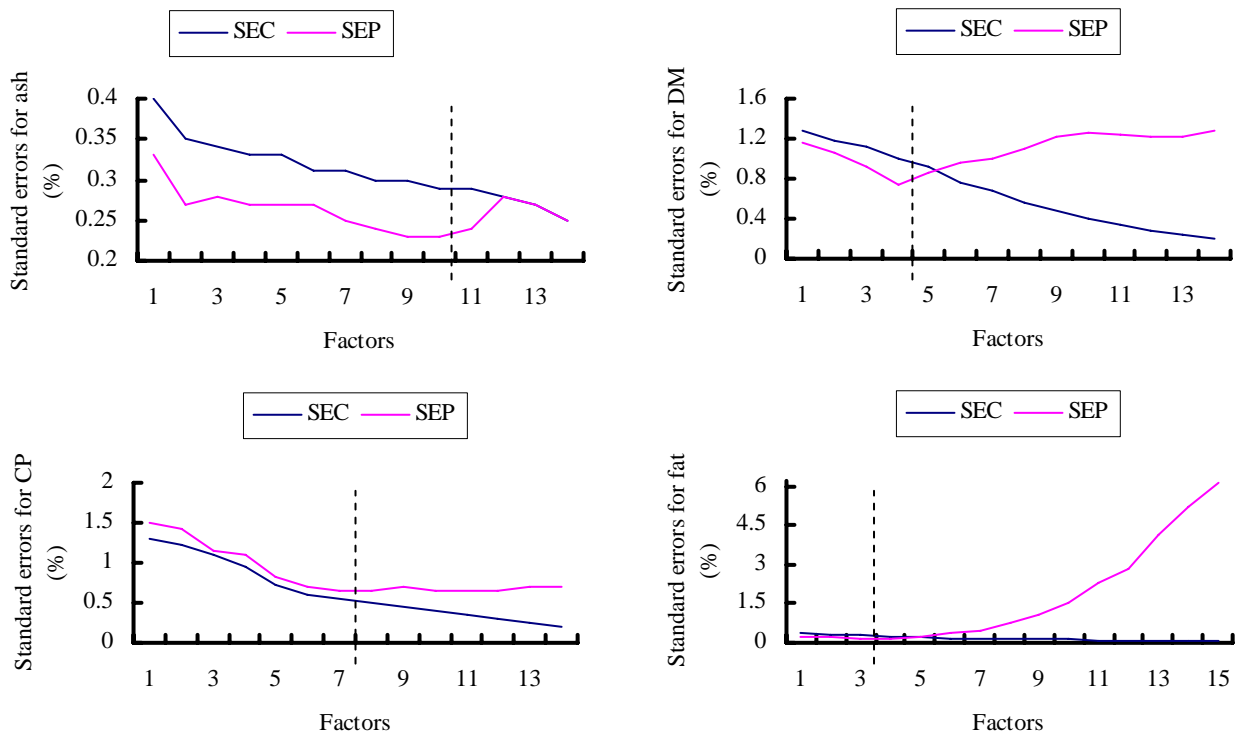 SEC SEP
Standard errors for ash
(%)
0.4
0.35
0.3
0.25
0.2
1 3 5 7 9 11 13
Factors
SEC SEP
Standard errors for DM
(%)
1.6
1.2
0.8
0.4
0
1 3 5 7 9 11 13
Factors
SEC SEP
Standard errors for CP
(%)
2
1.5
1
0.5
0
1 3 5 7 9 11 13
Factors
SEC SEP
Standard errors for fat
(%)
6
4.5
3
1.5
0
1 3 5 7 9 11 13 15
Factors